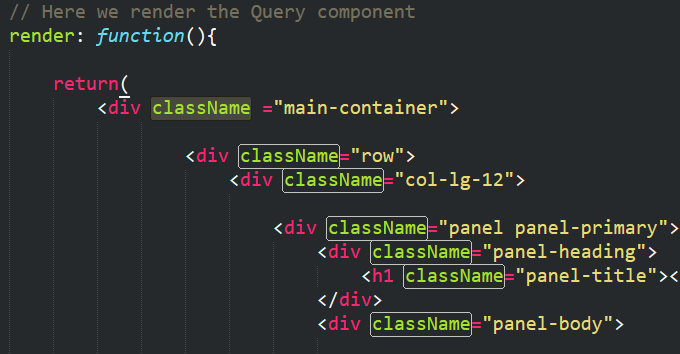 // Here we render the Query component
render: function(){
return(
<div className ="main-container">
<div className="row">
<div className="col-lg-12">
<div className="panel panel-primary">
<div className="panel-heading">
<h1 className="panel-title"><
</div>
<div className="panel-body">